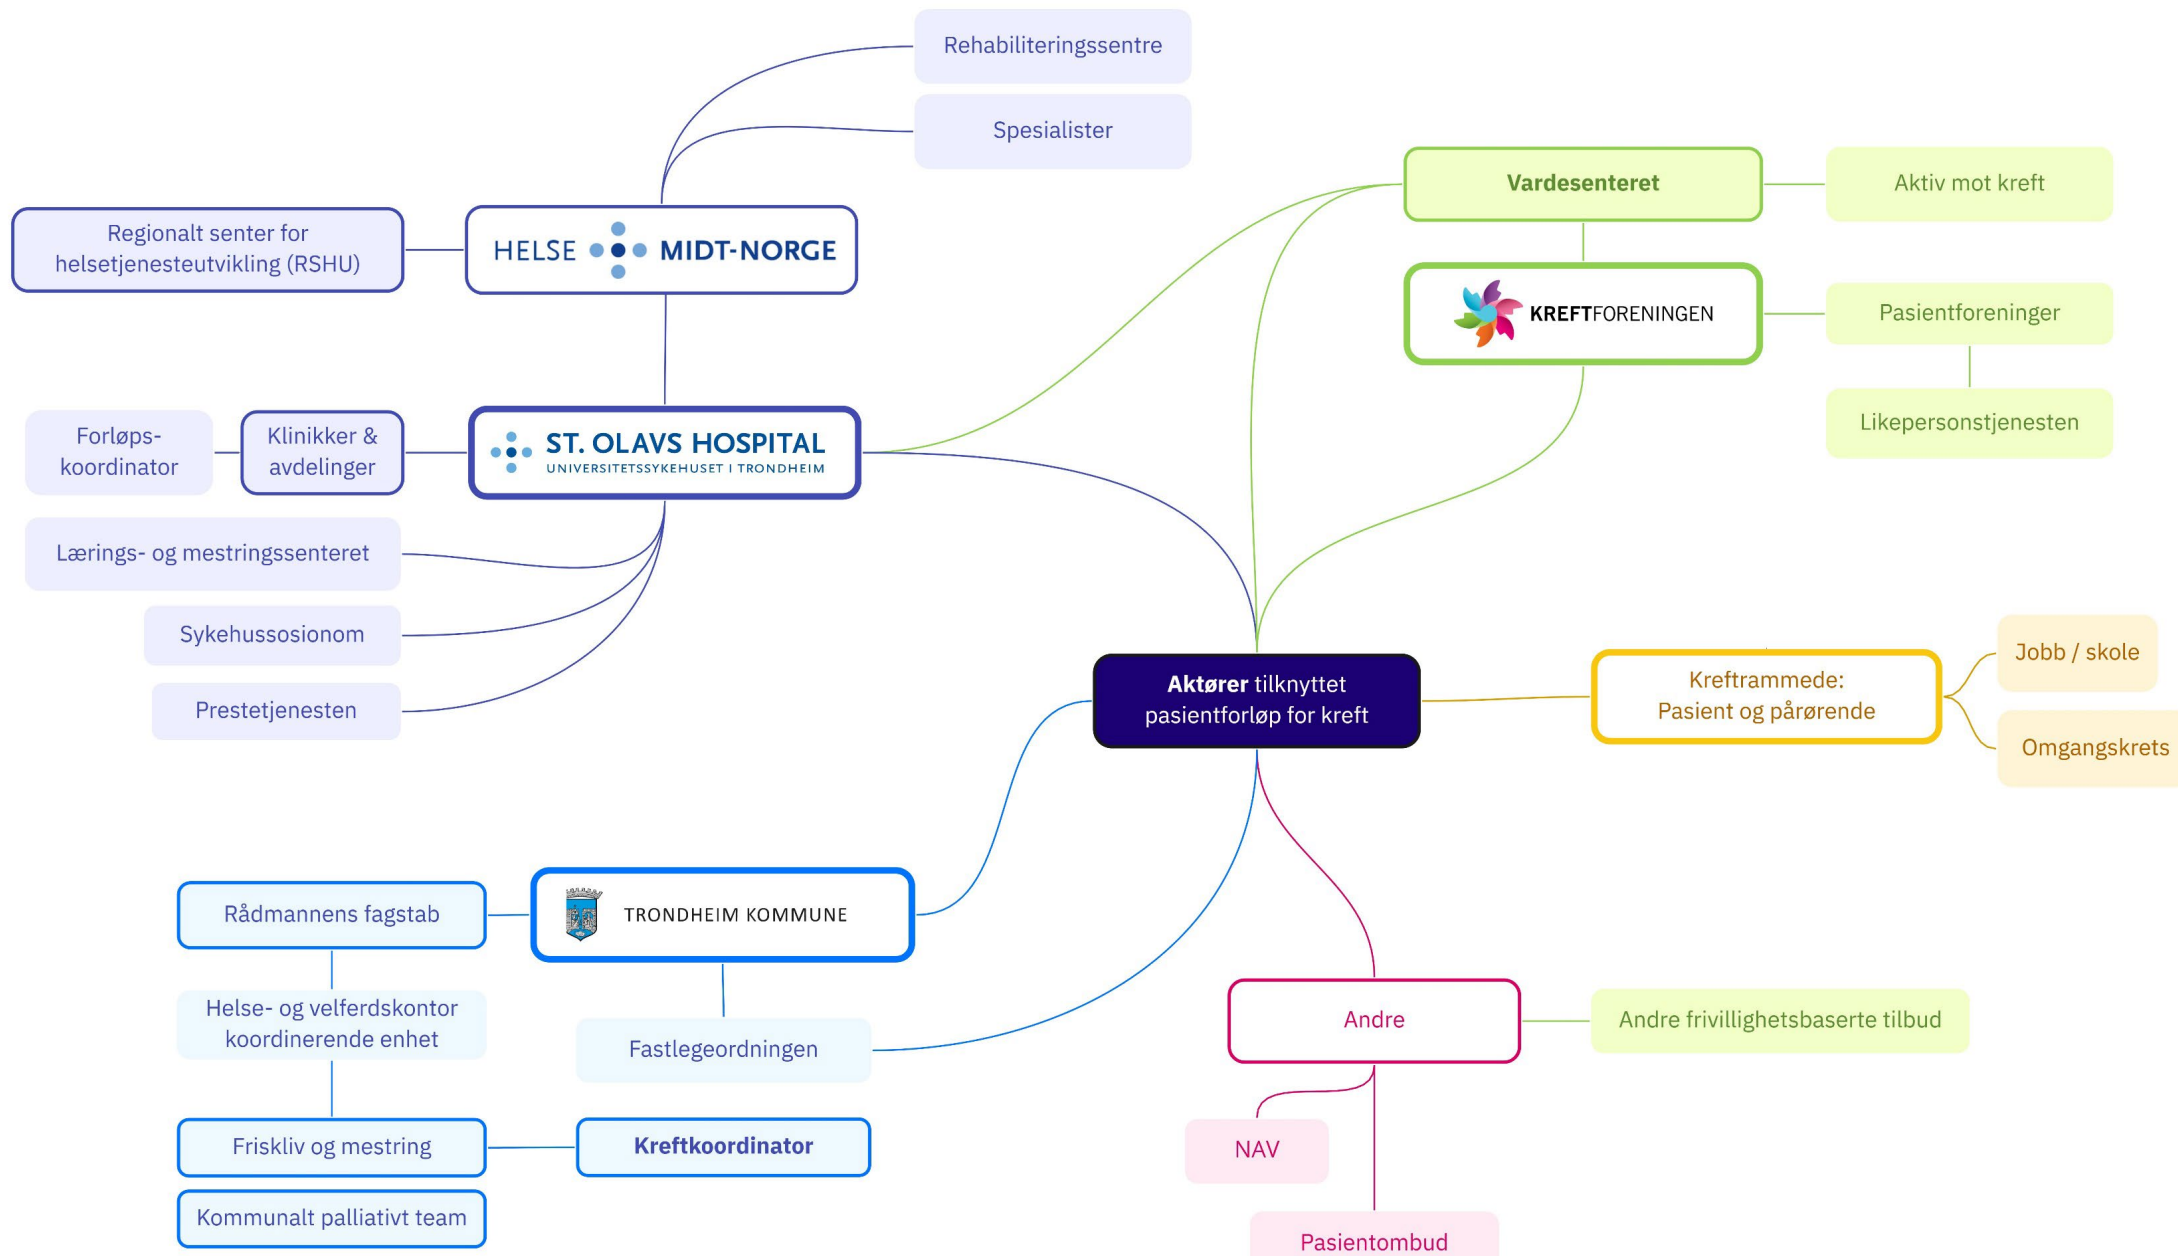 Rehabiliteringssentre
Spesialister
Regionalt senter for
helsetjenesteutvikling (RSHU)
HELSE MIDT-NORGE
Vardesenteret
Aktiv mot kreft
KREFTFORENINGEN
Pasientforeninger
Likepersonstjenesten
Forløps-
koordinator
Klinikker &
avdelinger
ST. OLAVS HOSPITAL
UNIVERSITETSSYKEHUSET I TRONDHEIM
Lærings- og mestringssenteret
Sykehussosionom
Prestetjenesten
Aktører tilknyttet
pasientforløp for kreft
Kreftrammede:
Pasient og pårørende
Jobb / skole
Omgangskrets
Rådmannens fagstab
TRONDHEIM KOMMUNE
Helse- og velferdskontor
koordinerende enhet
Fastlegeordningen
Friskliv og mestring
Kreftkoordinator
Kommunalt palliativt team
Andre
Andre frivillighetsbaserte tilbud
NAV
Pasientombud